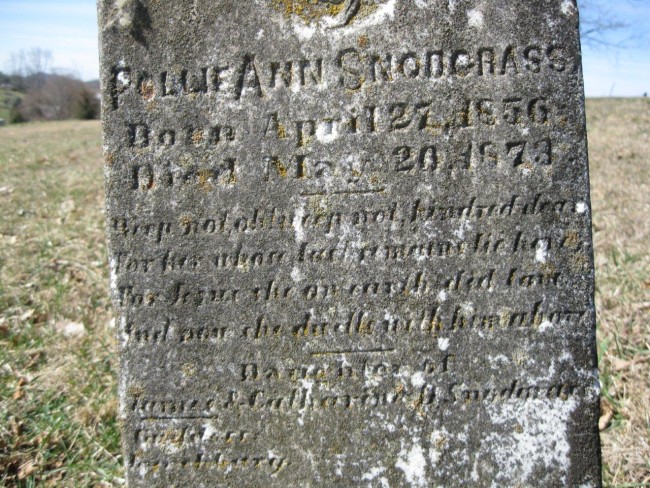 POLLIE ANN SNODGRASS,
Born April 27, 1856.
Died May 20, 1873.
Weep not, oh! weep not, kindred dear
For her whose last remains lie here,
For Jesus she on earth did love
And now she dwells with him above
Daughter of
James & Catharine Snodgrass